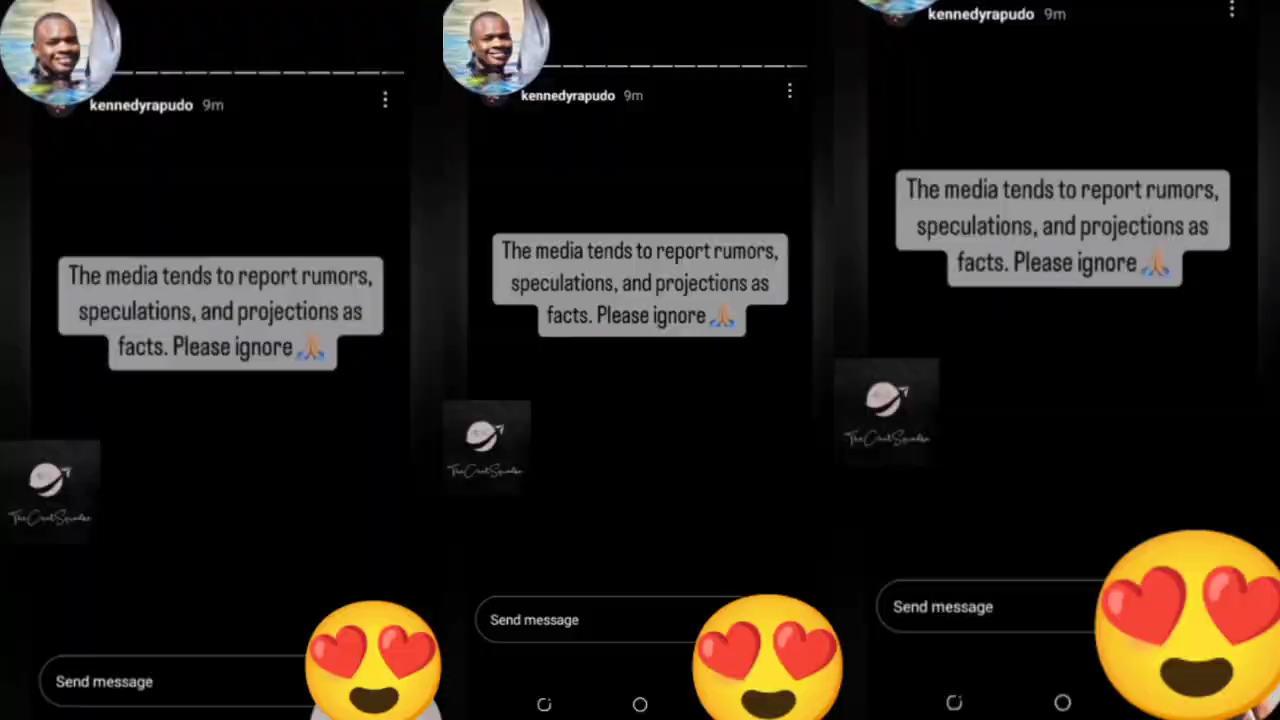 kennedyrapudo 9m
The media tends to report rumors,
speculations, and projections as
facts. Please ignore 🙏🏽
Send message
kennedyrapudo 9m
The media tends to report rumors,
speculations, and projections as
facts. Please ignore 🙏🏽
Send message
kennedyrapudo 9m
The media tends to report rumors,
speculations, and projections as
facts. Please ignore 🙏🏽
Send message